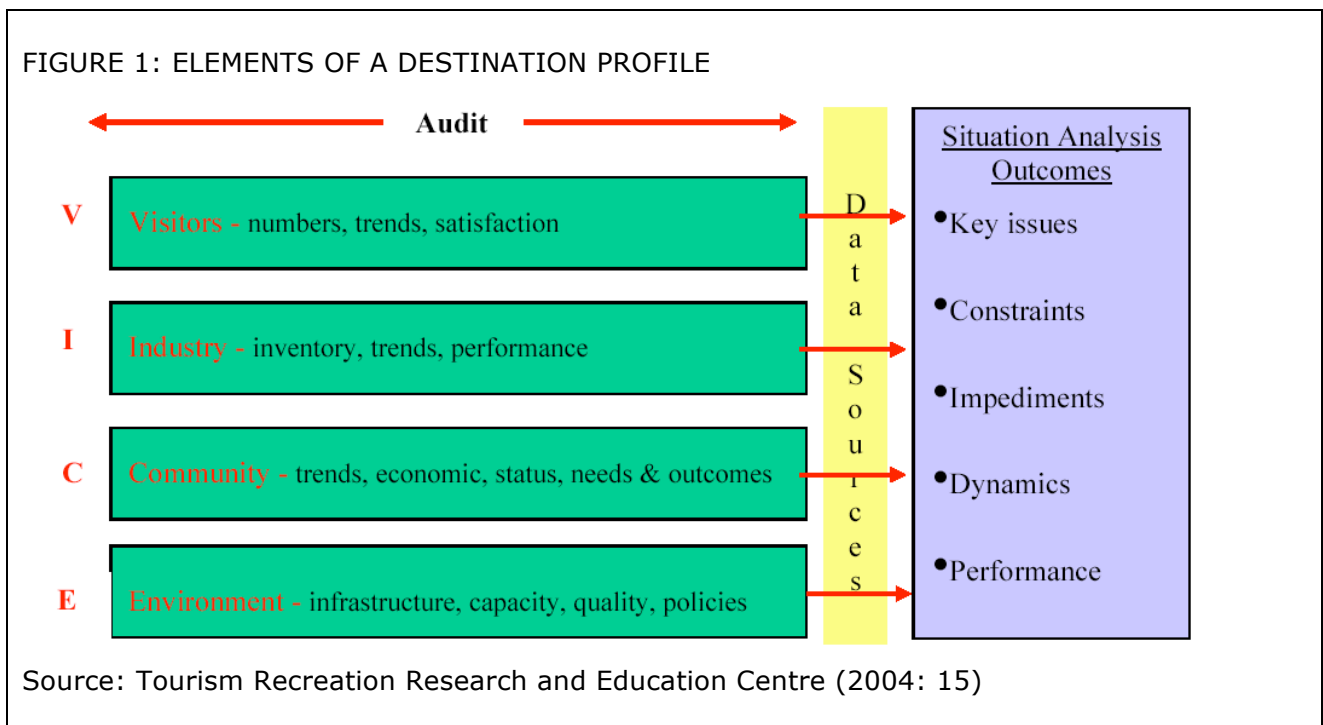 FIGURE 1: ELEMENTS OF A DESTINATION PROFILE
Audit
V
Visitors - numbers, trends, satisfaction
I
Industry - inventory, trends, performance
C
Community - trends, economic, status, needs & outcomes
E
Environment - infrastructure, capacity, quality, policies
Data Sources
Situation Analysis
Outcomes
•Key issues
•Constraints
•Impediments
•Dynamics
•Performance
Source: Tourism Recreation Research and Education Centre (2004: 15)